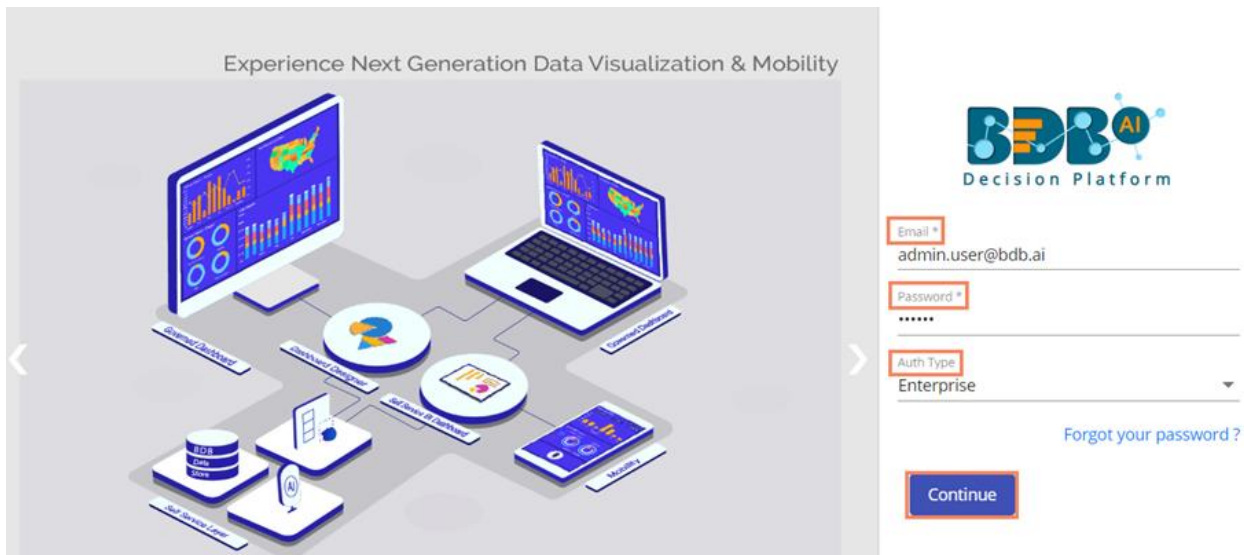 Experience Next Generation Data Visualization & Mobility
Governed Dashboard
Dashboard Designer
Self Service BI Dashboard
Governed Dashboard
Mobility
BDB
Data
Store
AI
Self Service Layer
BDB AI
Decision Platform
Email *
admin.user@bdb.ai
Password *
••••••
Auth Type
Enterprise
Forgot your password ?
Continue